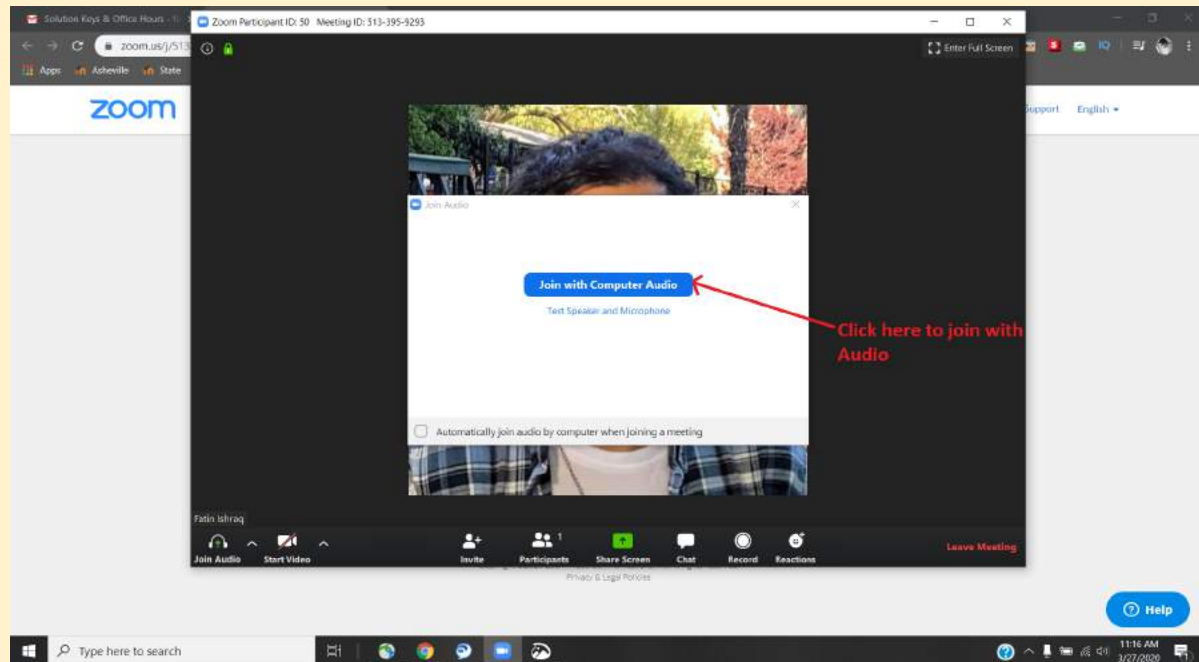 Solution Keys & Office Hours -
Zoom Participant ID: 50 Meeting ID: 513-395-9293
zoom.us/j/513
Enter Full Screen
IQ
Apps
Asheville
State
zoom
Support
English
Join Audio
Join with Computer Audio
Test Speaker and Microphone
Click here to join with
Audio
Automatically join audio by computer when joining a meeting
Fatin Ishraq
1
Join Audio
Start Video
Invite
Participants
Share Screen
Chat
Record
Reactions
Leave Meeting
Privacy & Legal Policies
Help
Type here to search
11:16 AM
3/27/2020